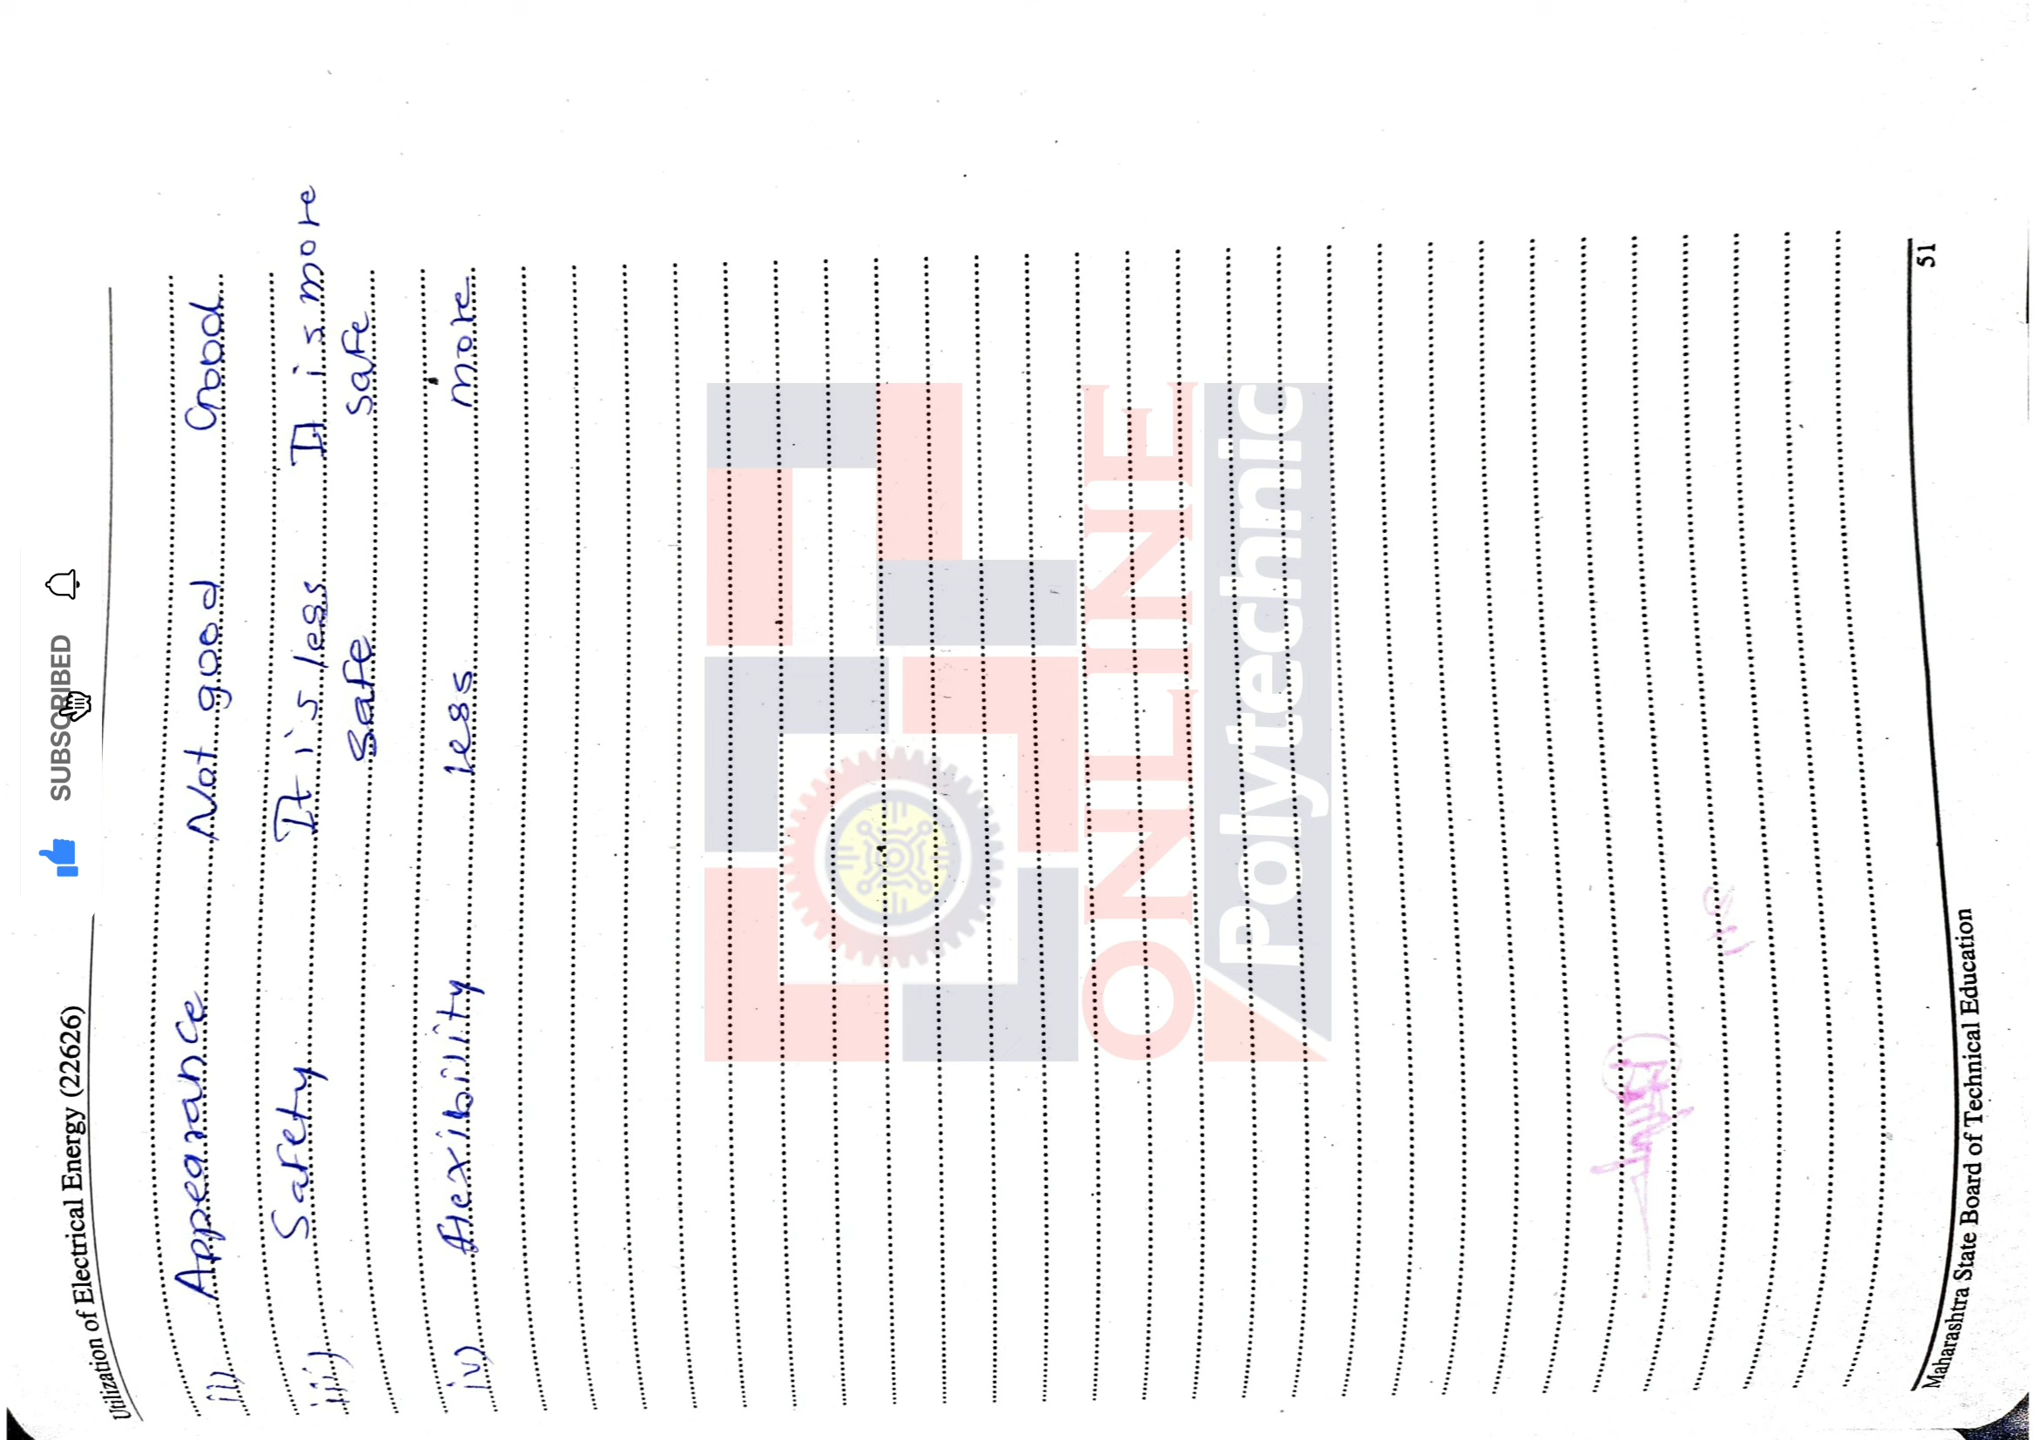 SUBSCRIBED
Utilization of Electrical Energy (22626)
ii) Appearance Not good Good
iii) Safety It is less It is more
safe safe
iv) flexibility less more
ONLINE
Polytechnic
Maharashtra State Board of Technical Education 51